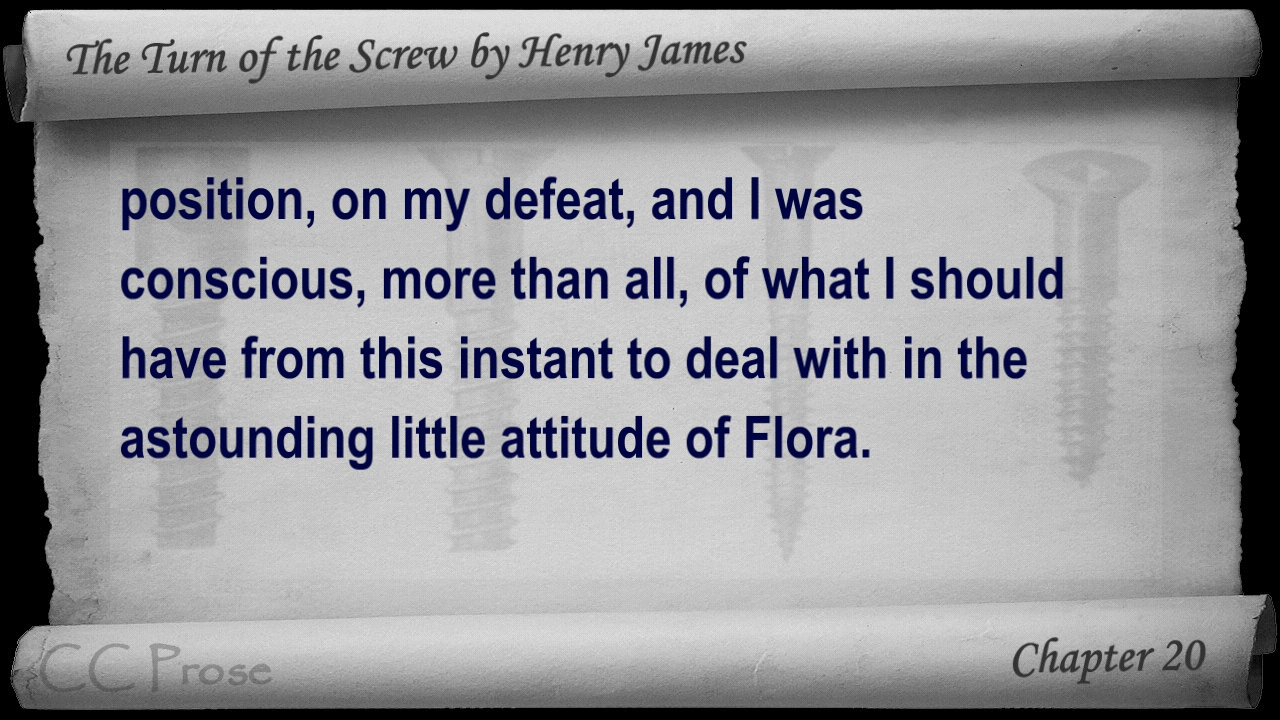 The Turn of the Screw by Henry James
position, on my defeat, and I was
conscious, more than all, of what I should
have from this instant to deal with in the
astounding little attitude of Flora.
CC Prose
Chapter 20